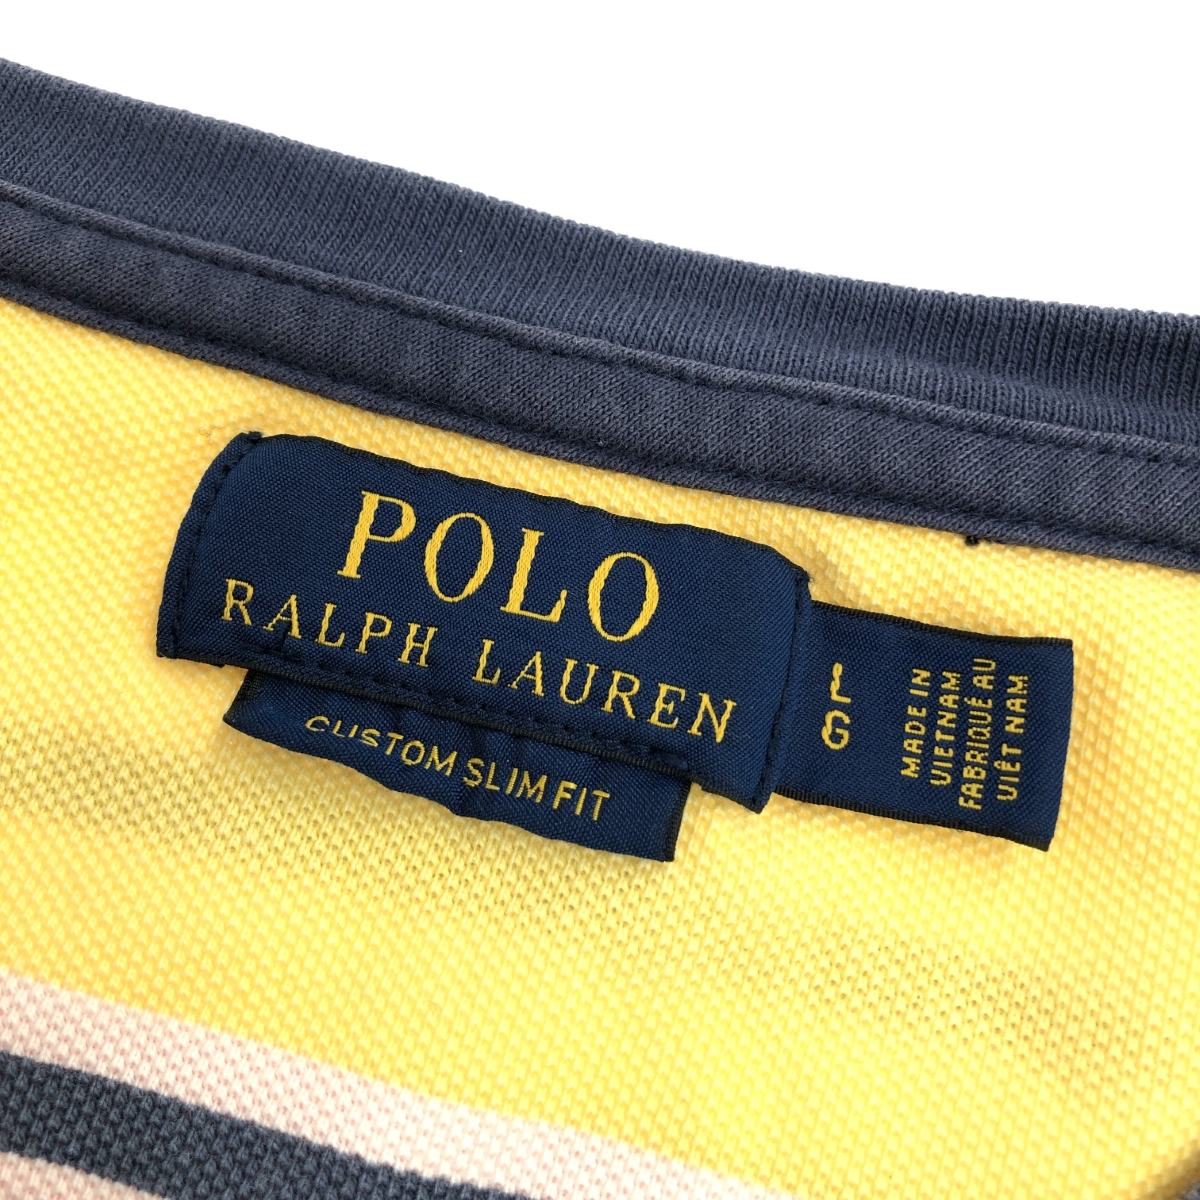 POLO
RALPH LAUREN
CUSTOM SLIM FIT
L
G
MADE IN
VIETNAM
FABRIQUÉ AU
VIÊT NAM